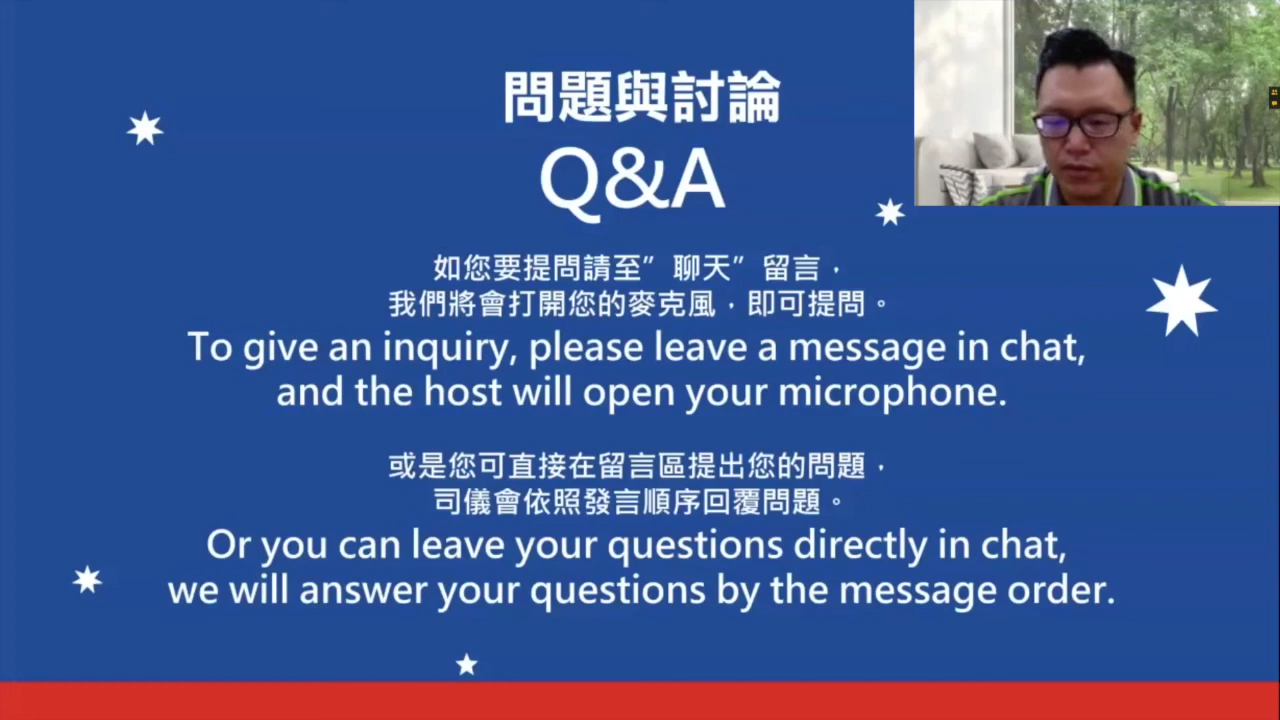 問題與討論
Q&A
如您要提問請至”聊天”留言，
我們將會打開您的麥克風，即可提問。
To give an inquiry, please leave a message in chat,
and the host will open your microphone.
或是您可直接在留言區提出您的問題，
司儀會依照發言順序回覆問題。
Or you can leave your questions directly in chat,
we will answer your questions by the message order.